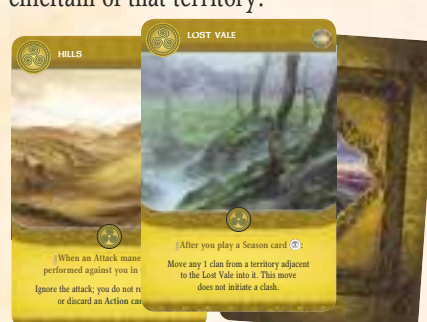 chieftain of that territory.
HILLS
When an Attack mane
performed against you in
Ignore the attack; you do not re
or discard an Action car
LOST VALE
After you play a Season card :
Move any 1 clan from a territory adjacent
to the Lost Vale into it. This move
does not initiate a clash.